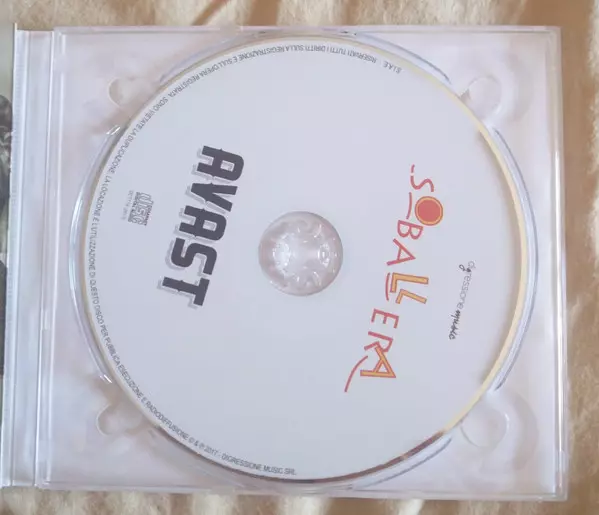 digressione music
SOBALLERA
AVAST
S.I.A.E. RISERVATI TUTTI I DIRITTI SULLA REGISTRAZIONE E SULL'OPERA REGISTRATA. SONO VIETATE LA DUPLICAZIONE, LA LOCAZIONE E L'UTILIZZAZIONE DI QUESTO DISCO PER PUBBLICA ESECUZIONE E RADIODIFFUSIONE © & ℗ 2017 - DIGRESSIONE MUSIC SRL